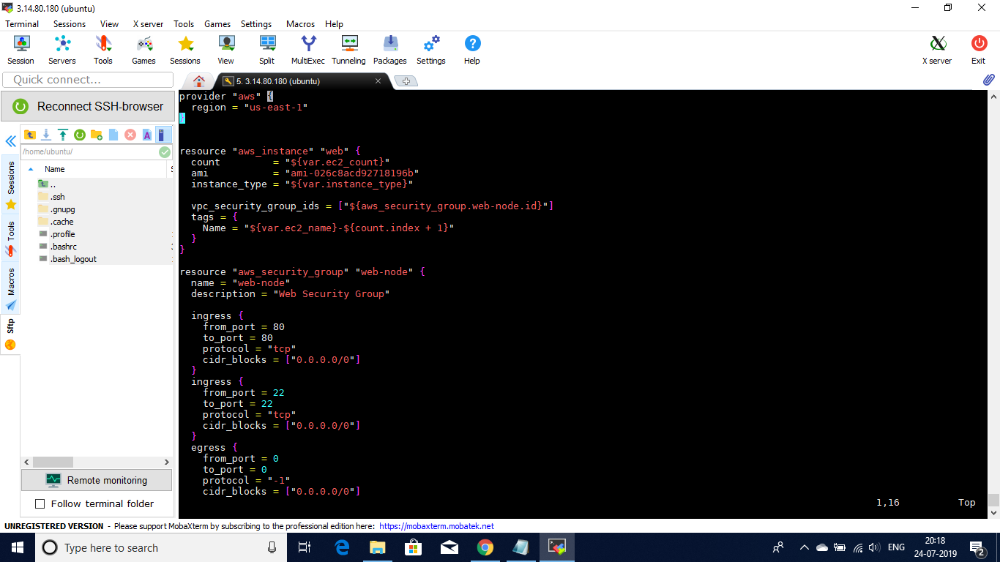 3.14.80.180 (ubuntu)
Terminal Sessions View X server Tools Games Settings Macros Help
Session Servers Tools Games Sessions View Split MultiExec Tunneling Packages Settings Help X server Exit
Quick connect...
5. 3.14.80.180 (ubuntu)
Reconnect SSH-browser
/home/ubuntu/
Name
..
.ssh
.gnupg
.cache
.profile
.bashrc
.bash_logout
Sessions
Tools
Macros
Sftp
Remote monitoring
Follow terminal folder
provider "aws" {
  region = "us-east-1"
}
resource "aws_instance" "web" {
  count         = "${var.ec2_count}"
  ami           = "ami-026c8acd92718196b"
  instance_type = "${var.instance_type}"
  vpc_security_group_ids = ["${aws_security_group.web-node.id}"]
  tags = {
    Name = "${var.ec2_name}-${count.index + 1}"
  }
}
resource "aws_security_group" "web-node" {
  name = "web-node"
  description = "Web Security Group"
  ingress {
    from_port = 80
    to_port = 80
    protocol = "tcp"
    cidr_blocks = ["0.0.0.0/0"]
  }
  ingress {
    from_port = 22
    to_port = 22
    protocol = "tcp"
    cidr_blocks = ["0.0.0.0/0"]
  }
  egress {
    from_port = 0
    to_port = 0
    protocol = "-1"
    cidr_blocks = ["0.0.0.0/0"]
1,16 Top
UNREGISTERED VERSION - Please support MobaXterm by subscribing to the professional edition here: https://mobaxterm.mobatek.net
Type here to search
ENG
20:18
24-07-2019
2